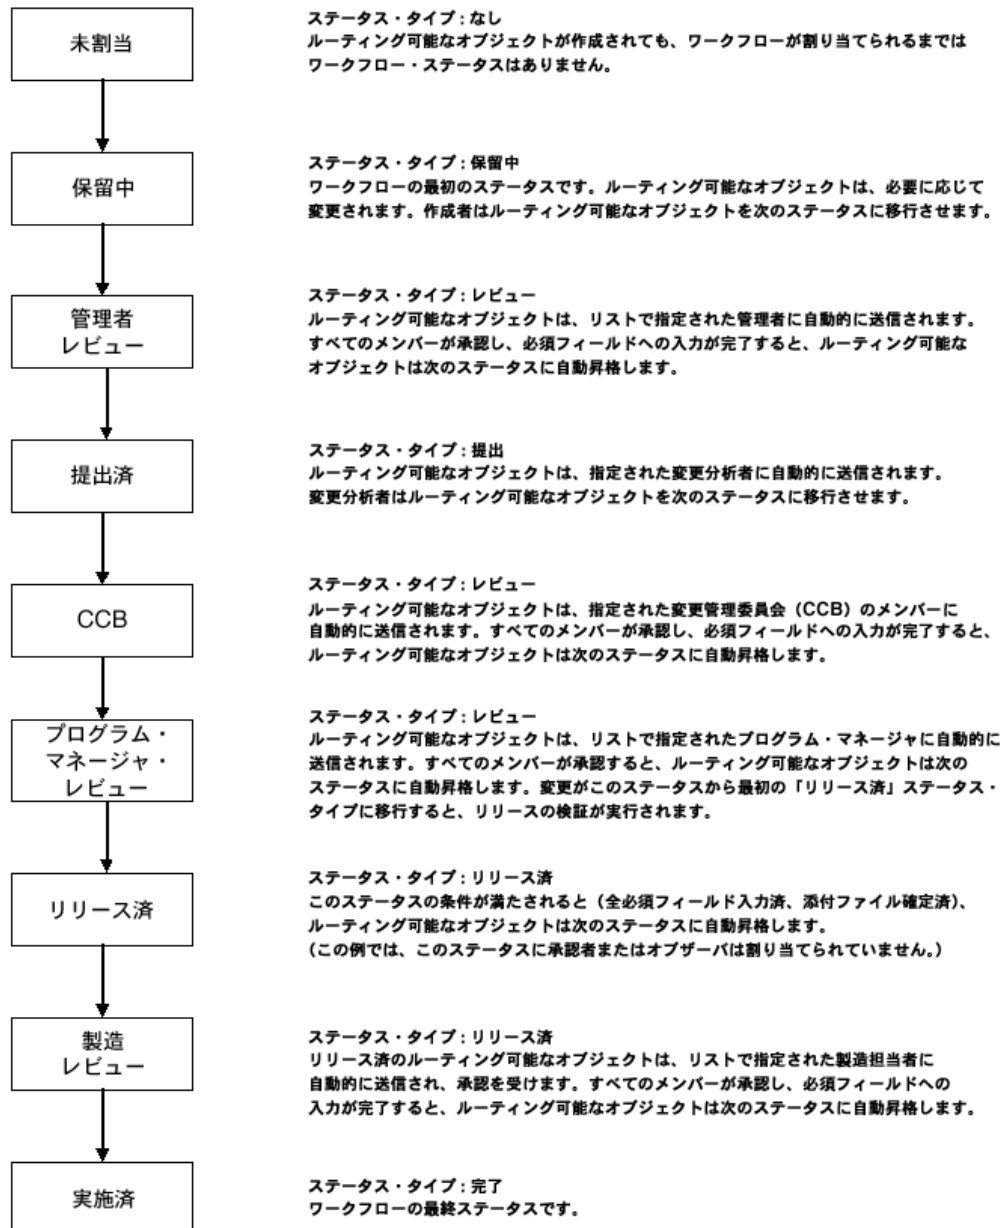 未割当
ステータス・タイプ : なし
ルーティング可能なオブジェクトが作成されても、ワークフローが割り当てられるまでは
ワークフロー・ステータスはありません。
保留中
ステータス・タイプ : 保留中
ワークフローの最初のステータスです。ルーティング可能なオブジェクトは、必要に応じて
変更されます。作成者はルーティング可能なオブジェクトを次のステータスに移行させます。
管理者
レビュー
ステータス・タイプ : レビュー
ルーティング可能なオブジェクトは、リストで指定された管理者に自動的に送信されます。
すべてのメンバーが承認し、必須フィールドへの入力が完了すると、ルーティング可能な
オブジェクトは次のステータスに自動昇格します。
提出済
ステータス・タイプ : 提出
ルーティング可能なオブジェクトは、指定された変更分析者に自動的に送信されます。
変更分析者はルーティング可能なオブジェクトを次のステータスに移行させます。
CCB
ステータス・タイプ : レビュー
ルーティング可能なオブジェクトは、指定された変更管理委員会（CCB）のメンバーに
自動的に送信されます。すべてのメンバーが承認し、必須フィールドへの入力が完了すると、
ルーティング可能なオブジェクトは次のステータスに自動昇格します。
プログラム・
マネージャ・
レビュー
ステータス・タイプ : レビュー
ルーティング可能なオブジェクトは、リストで指定されたプログラム・マネージャに自動的に
送信されます。すべてのメンバーが承認すると、ルーティング可能なオブジェクトは次の
ステータスに自動昇格します。変更がこのステータスから最初の「リリース済」ステータス・
タイプに移行すると、リリースの検証が実行されます。
リリース済
ステータス・タイプ : リリース済
このステータスの条件が満たされると（全必須フィールド入力済、添付ファイル確定済）、
ルーティング可能なオブジェクトは次のステータスに自動昇格します。
（この例では、このステータスに承認者またはオブザーバは割り当てられていません。）
製造
レビュー
ステータス・タイプ : リリース済
リリース済のルーティング可能なオブジェクトは、リストで指定された製造担当者に
自動的に送信され、承認を受けます。すべてのメンバーが承認し、必須フィールドへの
入力が完了すると、ルーティング可能なオブジェクトは次のステータスに自動昇格します。
実施済
ステータス・タイプ : 完了
ワークフローの最終ステータスです。